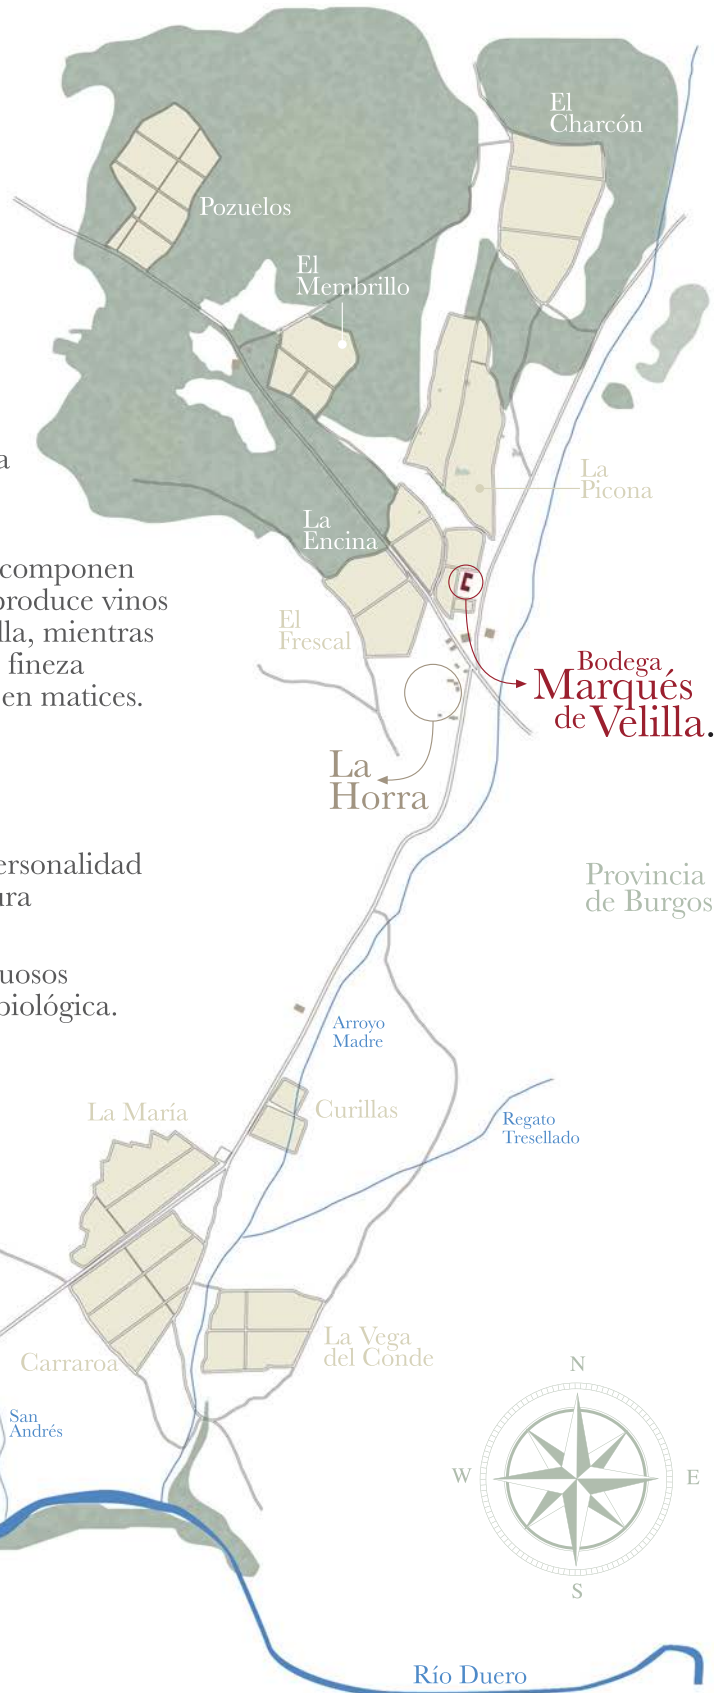 El
Charcón
Pozuelos
El
Membrillo
a
La
Picona
La
Encina
componen
produce vinos
lla, mientras
fineza
en matices.
El
Frescal
Bodega
Marqués
de Velilla.
La
Horra
ersonalidad
ura
Provincia
de Burgos
uosos
biológica.
Arroyo
Madre
La María
Curillas
Regato
Tresellado
La Vega
del Conde
Carraroa
San
Andrés
N
W
E
S
Río Duero